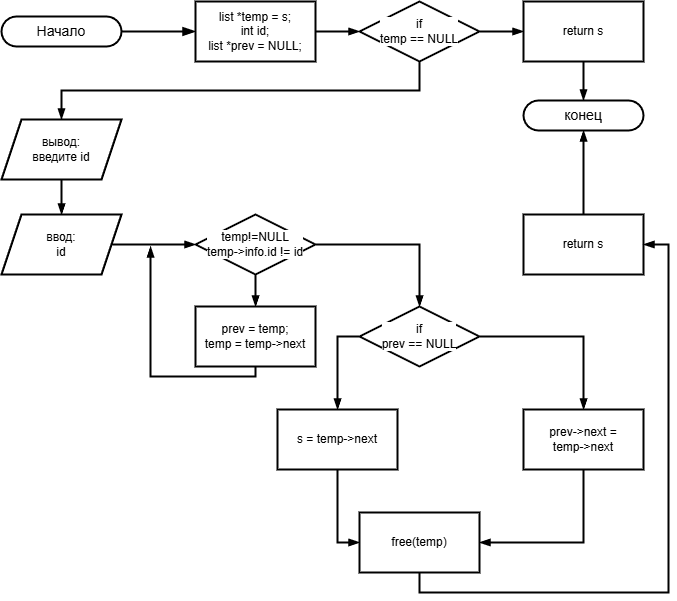 Начало
list *temp = s;
int id;
list *prev = NULL;
if
temp == NULL
return s
конец
вывод:
введите id
ввод:
id
temp!=NULL
temp->info.id != id
return s
prev = temp;
temp = temp->next
if
prev == NULL
s = temp->next
prev->next =
temp->next
free(temp)